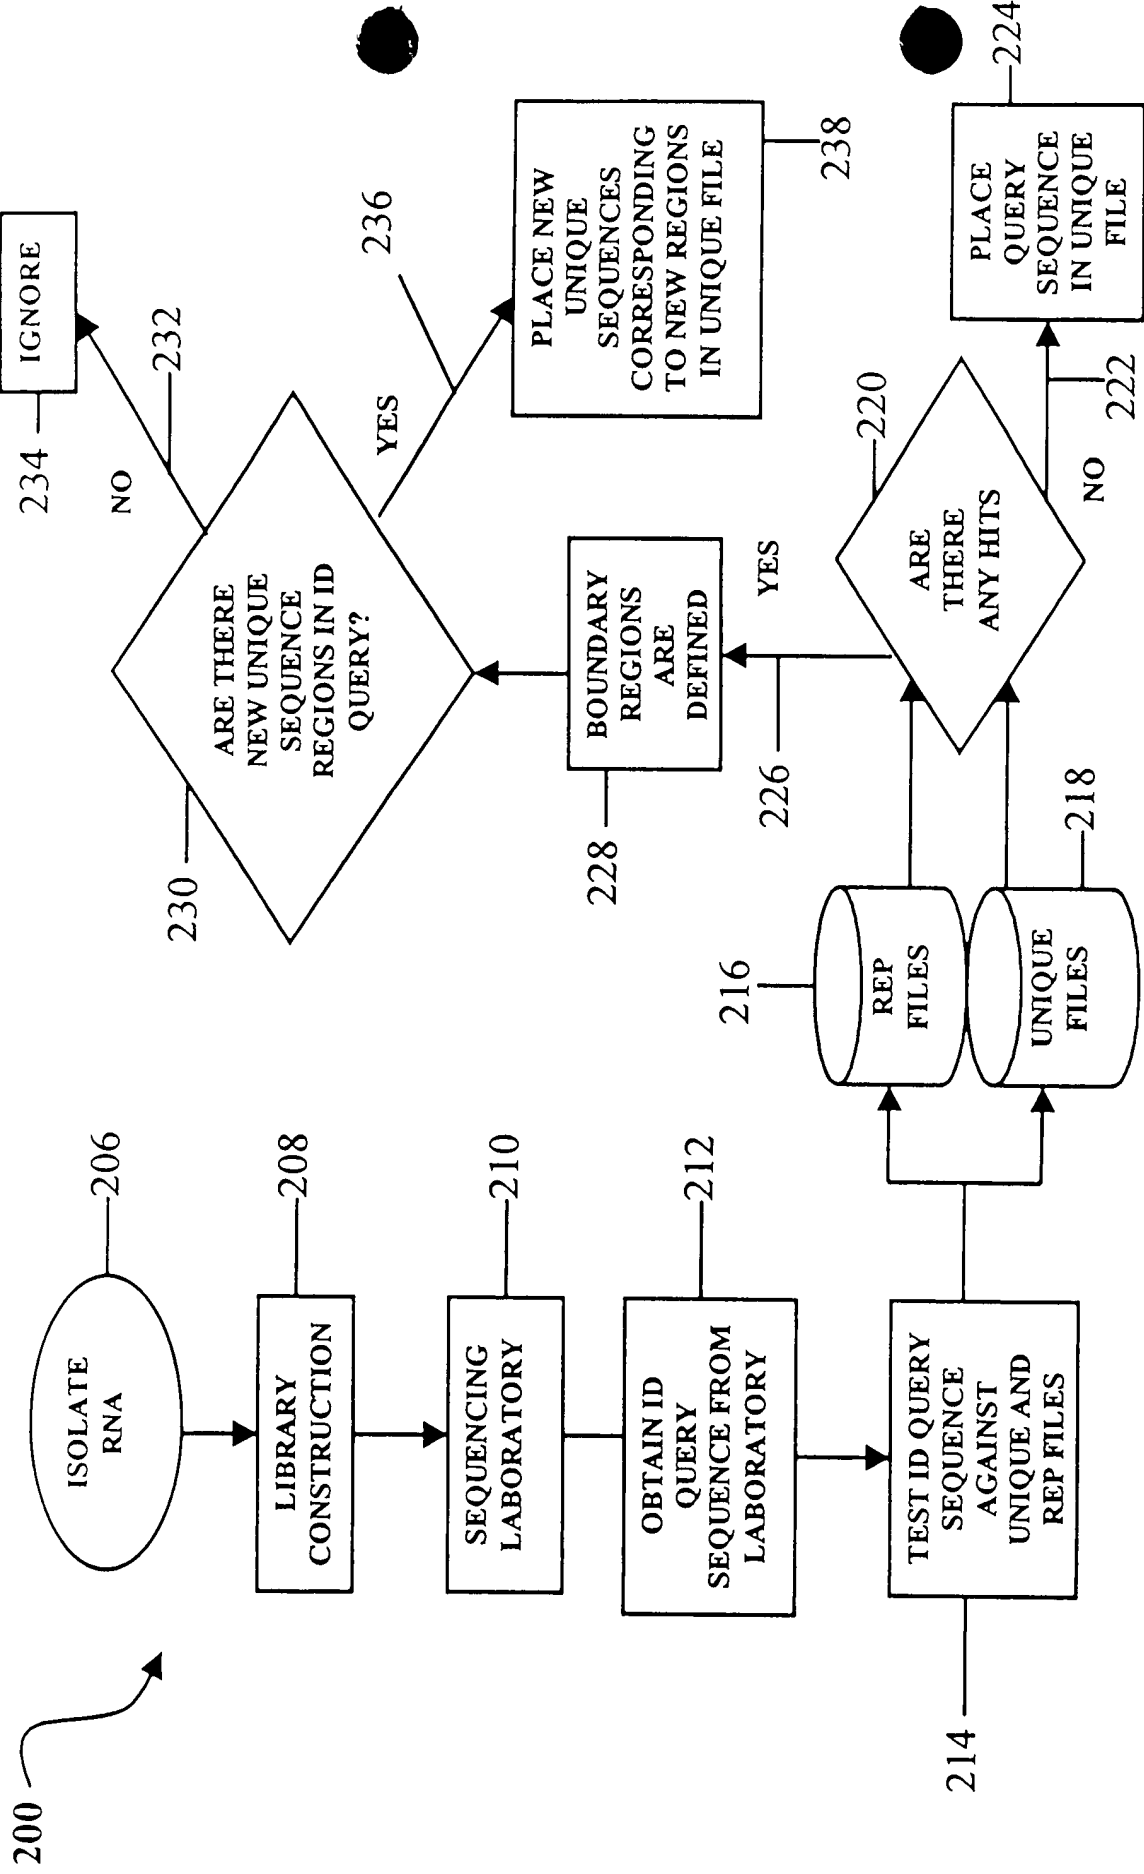 200
ISOLATE
RNA
206
LIBRARY
CONSTRUCTION
208
SEQUENCING
LABORATORY
210
OBTAIN ID
QUERY
SEQUENCE FROM
LABORATORY
212
TEST ID QUERY
SEQUENCE
AGAINST
UNIQUE AND
REP FILES
214
REP
FILES
216
UNIQUE
FILES
218
ARE
THERE
ANY HITS
220
NO
222
PLACE
QUERY
SEQUENCE
IN UNIQUE
FILE
224
YES
226
BOUNDARY
REGIONS
ARE
DEFINED
228
ARE THERE
NEW UNIQUE
SEQUENCE
REGIONS IN ID
QUERY?
230
NO
232
IGNORE
234
YES
236
PLACE NEW
UNIQUE
SEQUENCES
CORRESPONDING
TO NEW REGIONS
IN UNIQUE FILE
238